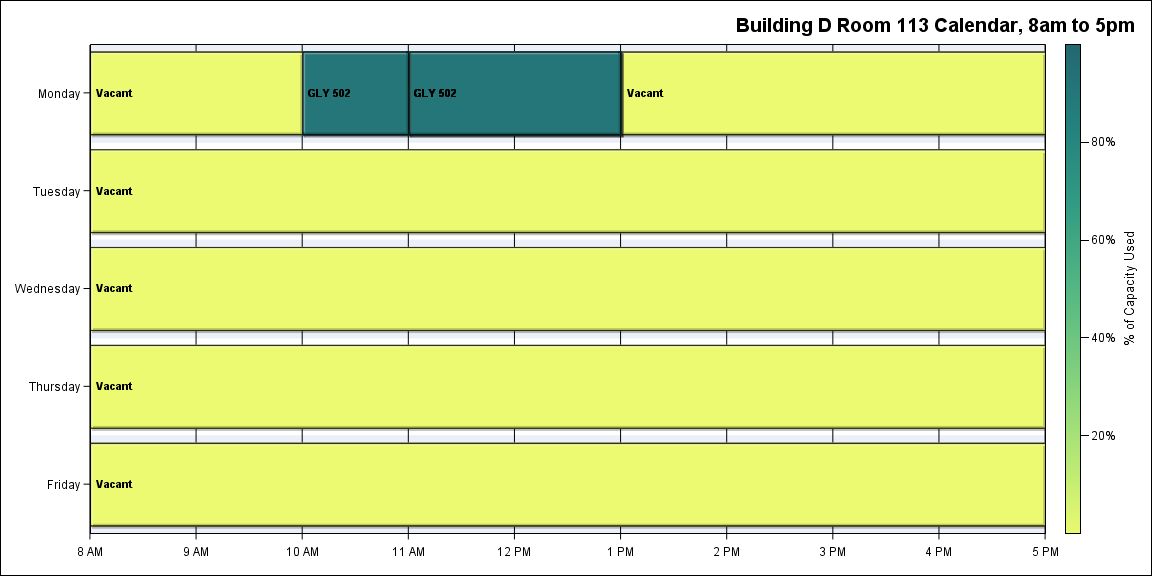 Building D Room 113 Calendar, 8am to 5pm
Monday
Vacant
GLY 502
GLY 502
Vacant
Tuesday
Vacant
Wednesday
Vacant
Thursday
Vacant
Friday
Vacant
8 AM 9 AM 10 AM 11 AM 12 PM 1 PM 2 PM 3 PM 4 PM 5 PM
80%
60%
40%
20%
% of Capacity Used